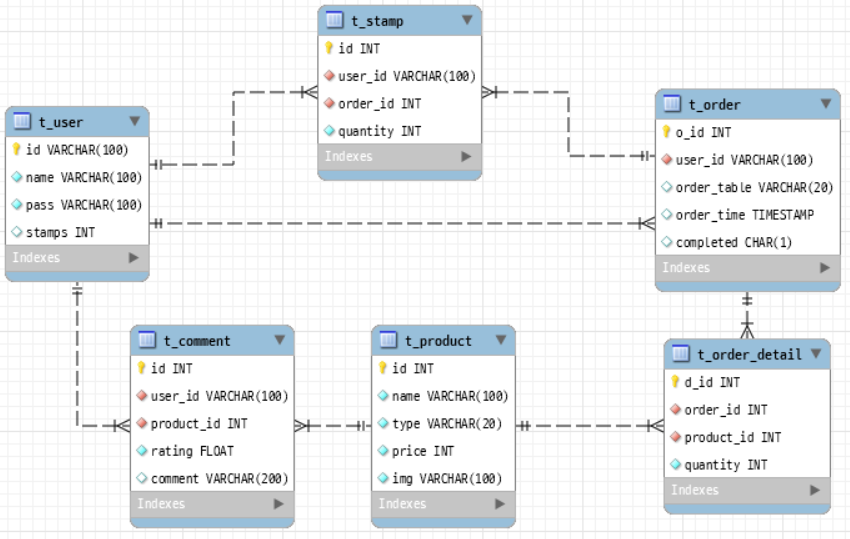 t_stamp
id INT
user_id VARCHAR(100)
order_id INT
quantity INT
Indexes
t_user
id VARCHAR(100)
name VARCHAR(100)
pass VARCHAR(100)
stamps INT
Indexes
t_order
o_id INT
user_id VARCHAR(100)
order_table VARCHAR(20)
order_time TIMESTAMP
completed CHAR(1)
Indexes
t_comment
id INT
user_id VARCHAR(100)
product_id INT
rating FLOAT
comment VARCHAR(200)
Indexes
t_product
id INT
name VARCHAR(100)
type VARCHAR(20)
price INT
img VARCHAR(100)
Indexes
t_order_detail
d_id INT
order_id INT
product_id INT
quantity INT
Indexes